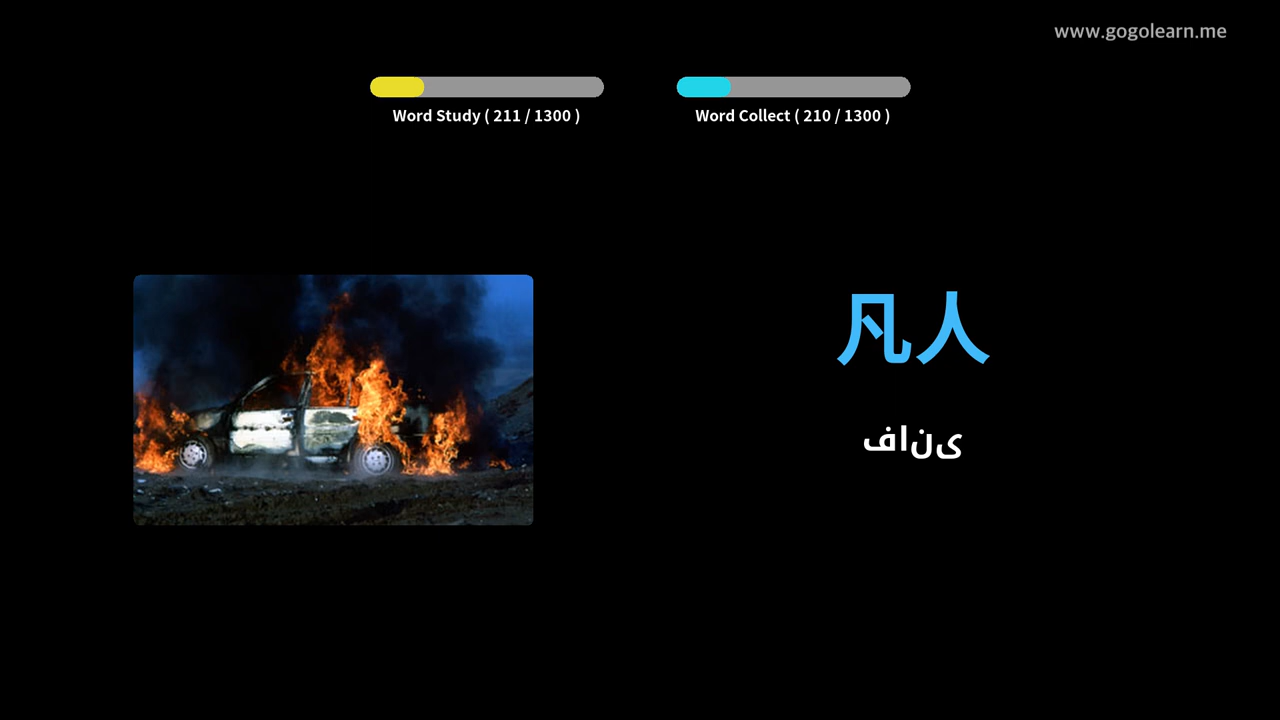 www.gogolearn.me
Word Study ( 211 / 1300 )
Word Collect ( 210 / 1300 )
凡人
فانی